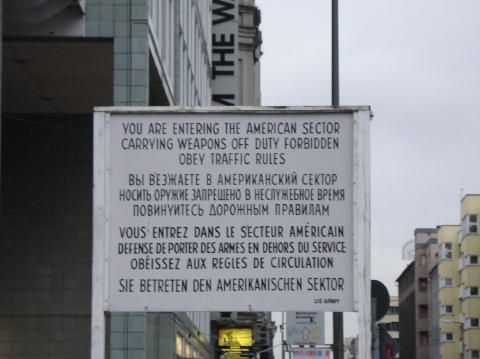 M THE WA
YOU ARE ENTERING THE AMERICAN SECTOR
CARRYING WEAPONS OFF DUTY FORBIDDEN
OBEY TRAFFIC RULES
ВЫ ВЪЕЗЖАЕТЕ В АМЕРИКАНСКИЙ СЕКТОР
НОСИТЬ ОРУЖИЕ ЗАПРЕЩЕНО В НЕСЛУЖЕБНОЕ ВРЕМЯ
ПОВИНУЙТЕСЬ ДОРОЖНЫМ ПРАВИЛАМ
VOUS ENTREZ DANS LE SECTEUR AMÉRICAIN
DEFENSE DE PORTER DES ARMES EN DEHORS DU SERVICE
OBÉISSEZ AUX REGLES DE CIRCULATION
SIE BETRETEN DEN AMERIKANISCHEN SEKTOR
US ARMY